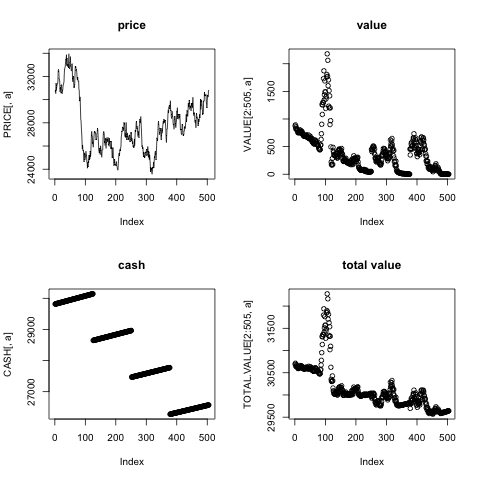 price
value
PRICE[, a]
24000 28000 32000
0 100 200 300 400 500
Index
VALUE[2:505, a]
0 500 1500
0 100 200 300 400 500
Index
cash
total value
CASH[, a]
27000 29000
0 100 200 300 400 500
Index
TOTAL.VALUE[2:505, a]
29500 30500 31500
0 100 200 300 400 500
Index